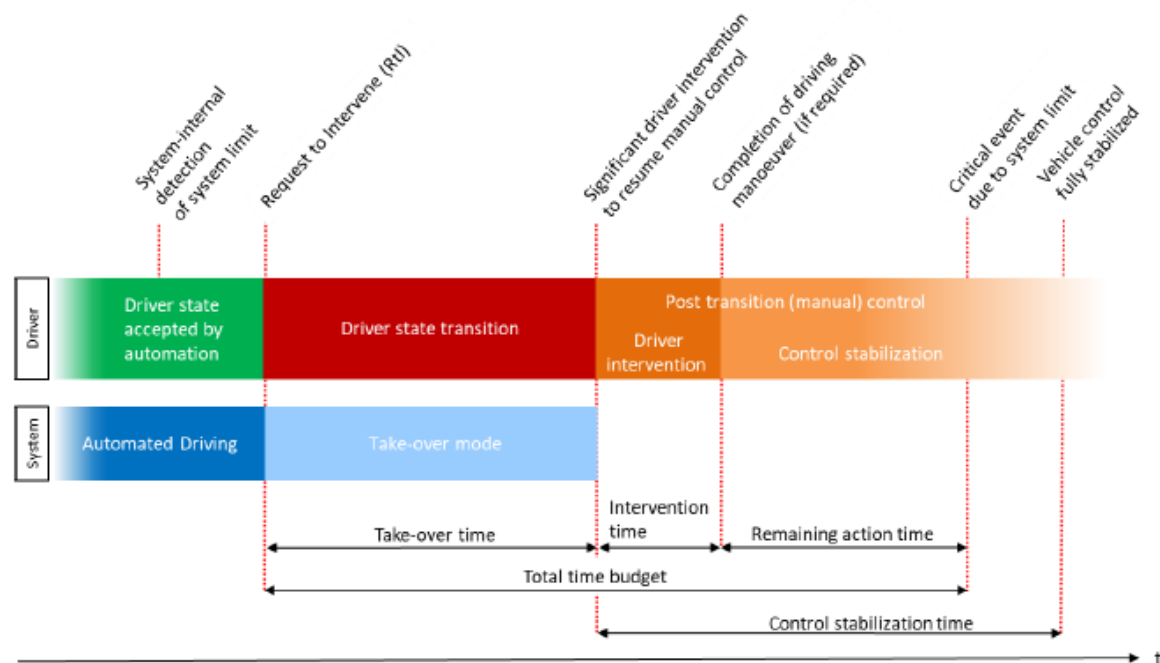 System-internal
detection
of system limit
Request to Intervene (RtI)
Significant driver intervention
to resume manual control
Completion of driving
manoeuver (if required)
Critical event
due to system limit
Vehicle control
fully stabilized
Driver
Driver state
accepted by
automation
Driver state transition
Post transition (manual) control
Driver
intervention
Control stabilization
System
Automated Driving
Take-over mode
Take-over time
Intervention
time
Remaining action time
Total time budget
Control stabilization time
t